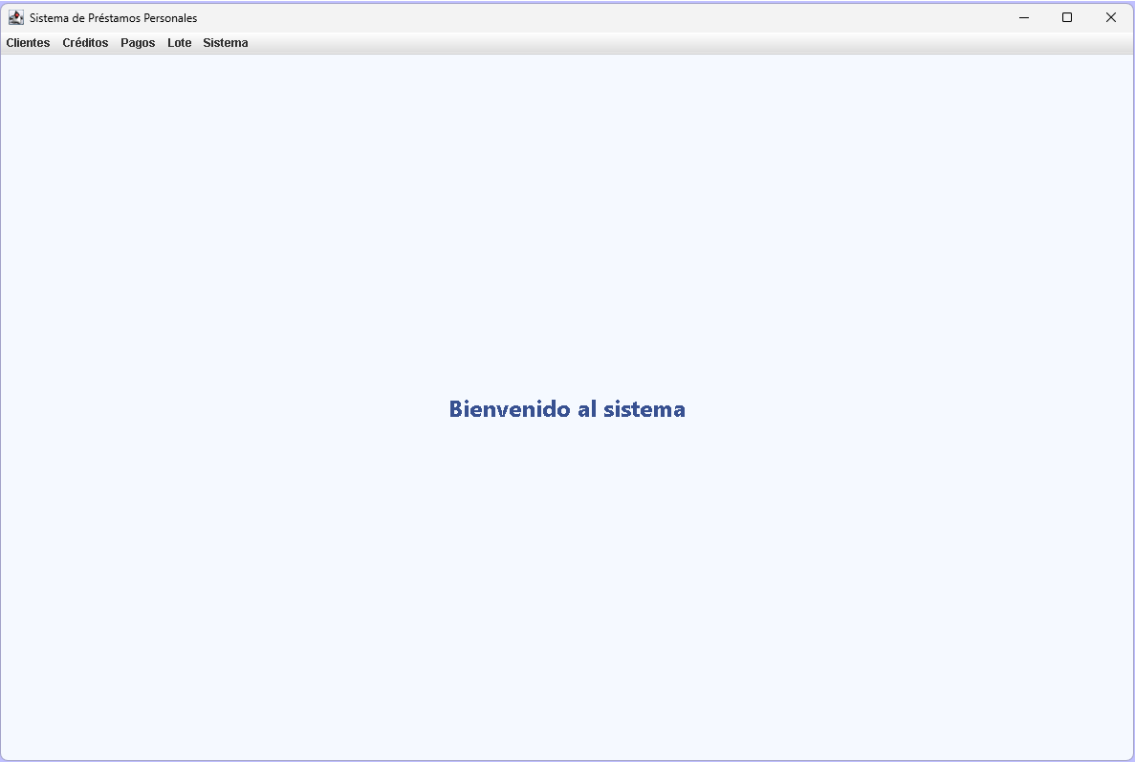 Sistema de Préstamos Personales
Clientes Créditos Pagos Lote Sistema
Bienvenido al sistema